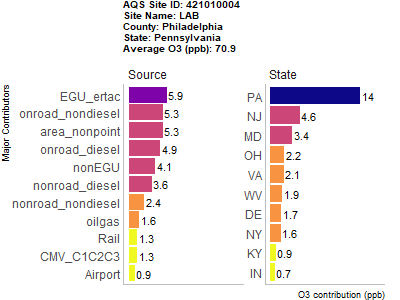 AQS Site ID: 421010004
Site Name: LAB
County: Philadelphia
State: Pennsylvania
Average O3 (ppb): 70.9
Major Contributors
Source
EGU_ertac 5.9
onroad_nondiesel 5.3
area_nonpoint 5.3
onroad_diesel 4.9
nonEGU 4.1
nonroad_diesel 3.6
nonroad_nondiesel 2.4
oilgas 1.6
Rail 1.3
CMV_C1C2C3 1.3
Airport 0.9
State
PA 14
NJ 4.6
MD 3.4
OH 2.2
VA 2.1
WV 1.9
DE 1.7
NY 1.6
KY 0.9
IN 0.7
O3 contribution (ppb)